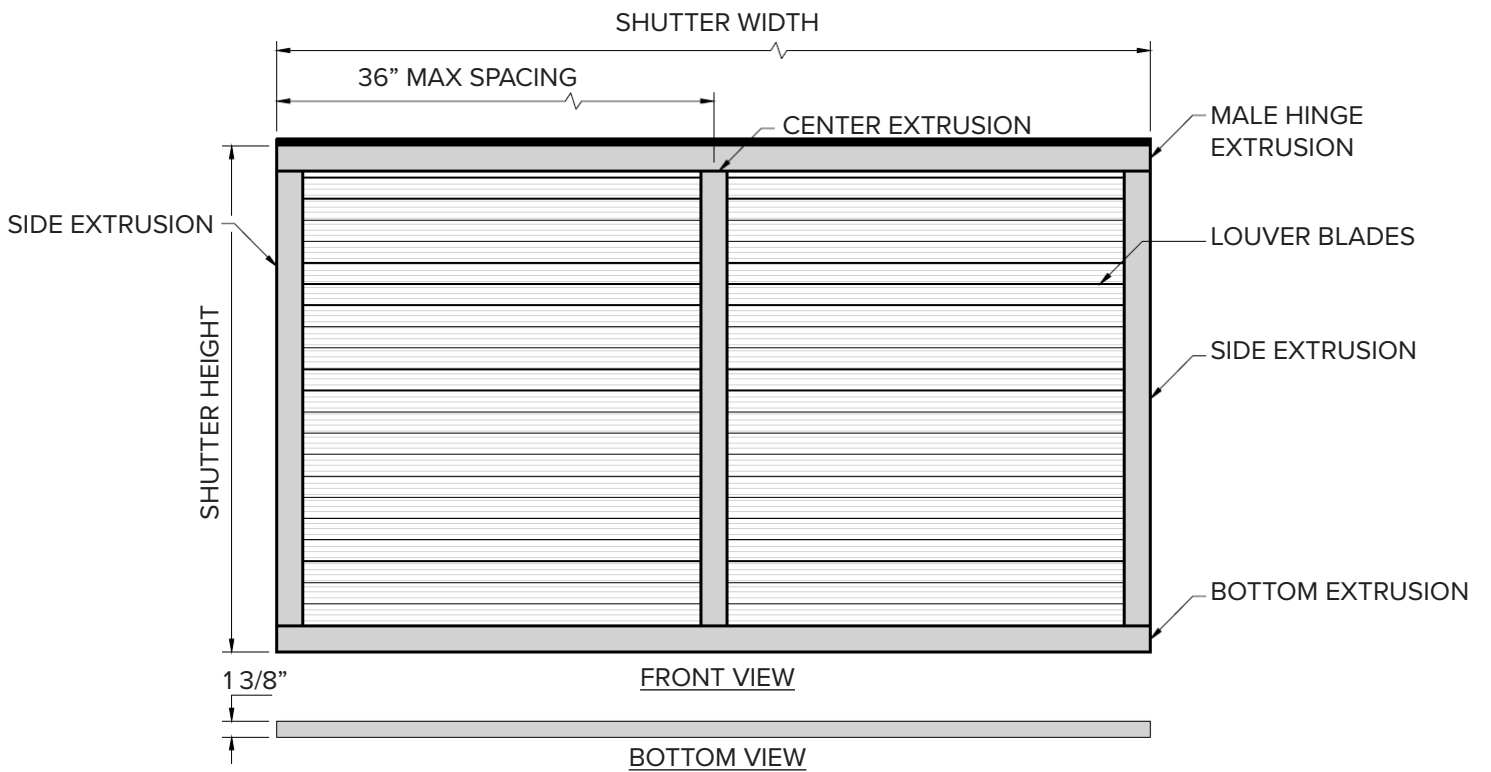 SHUTTER WIDTH
36” MAX SPACING
CENTER EXTRUSION
MALE HINGE
EXTRUSION
SIDE EXTRUSION
LOUVER BLADES
SHUTTER HEIGHT
SIDE EXTRUSION
BOTTOM EXTRUSION
FRONT VIEW
1 3/8”
BOTTOM VIEW